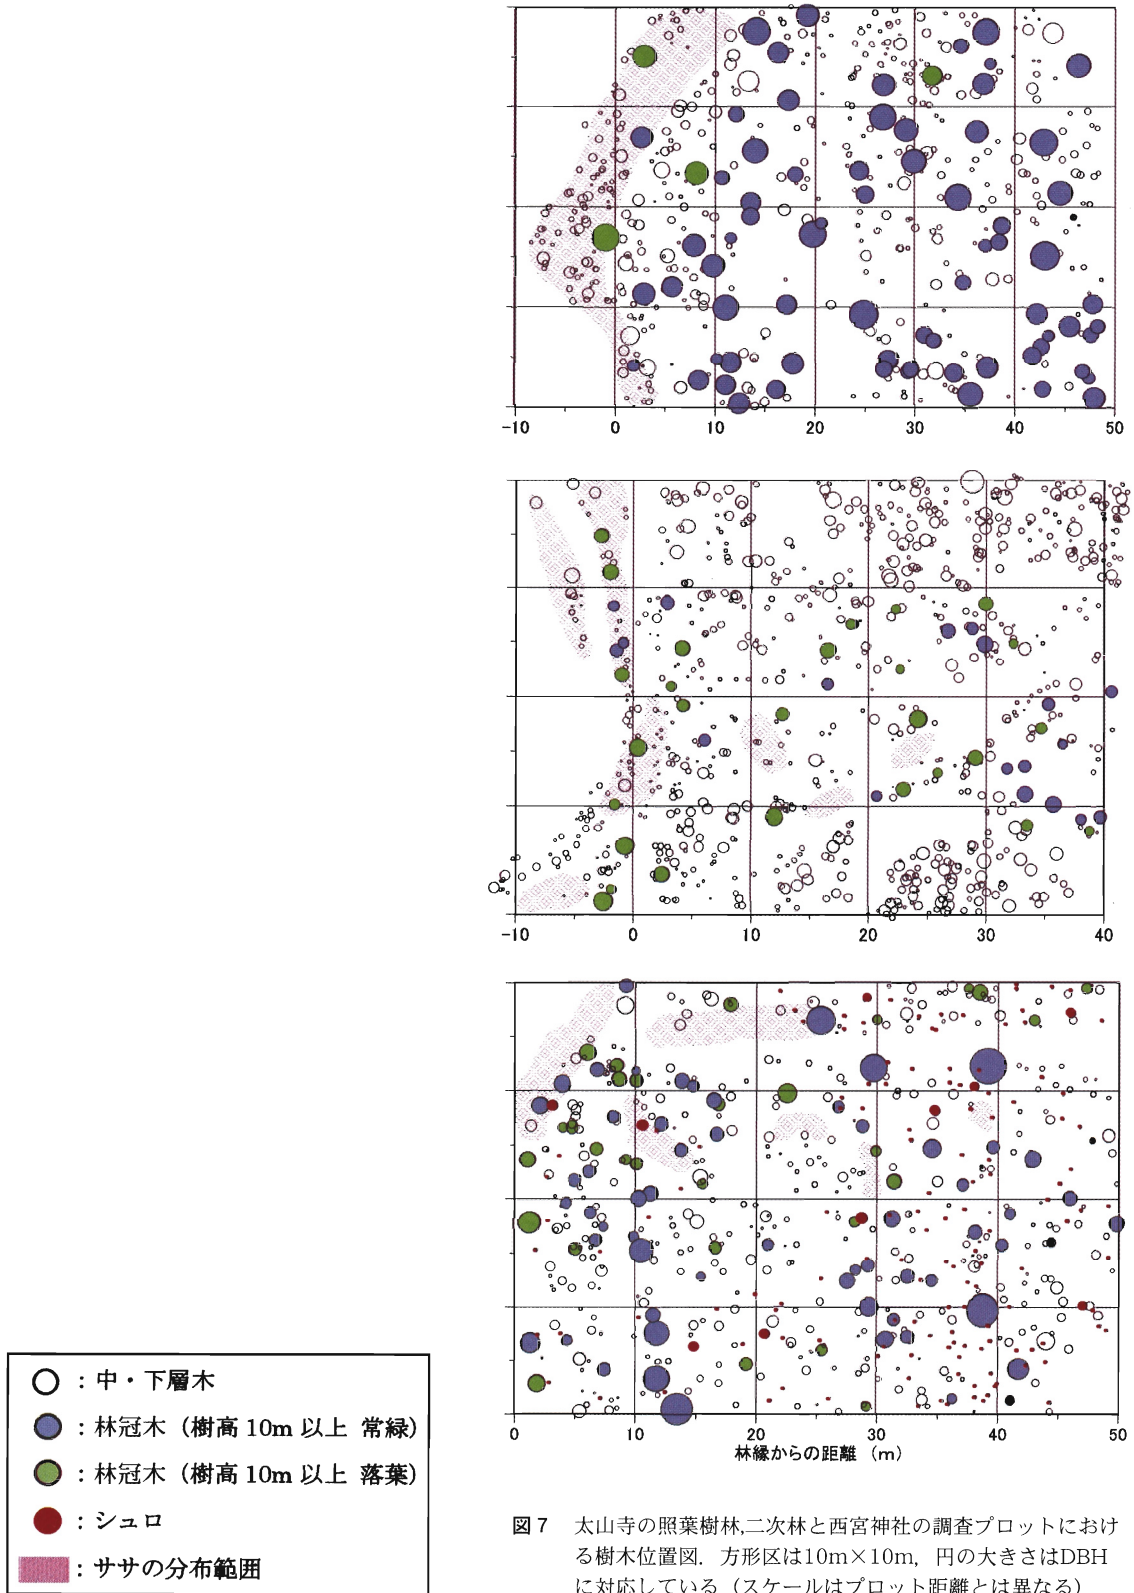 -10 0 10 20 30 40 50
-10 0 10 20 30 40
0 10 20 30 40 50
林縁からの距離 (m)
：中・下層木
：林冠木（樹高 10m 以上 常緑）
：林冠木（樹高 10m 以上 落葉）
：シュロ
：ササの分布範囲
図7 太山寺の照葉樹林,二次林と西宮神社の調査プロットにおけ
る樹木位置図．方形区は10m×10m，円の大きさはDBH
に対応している（スケールはプロット距離とは異なる）